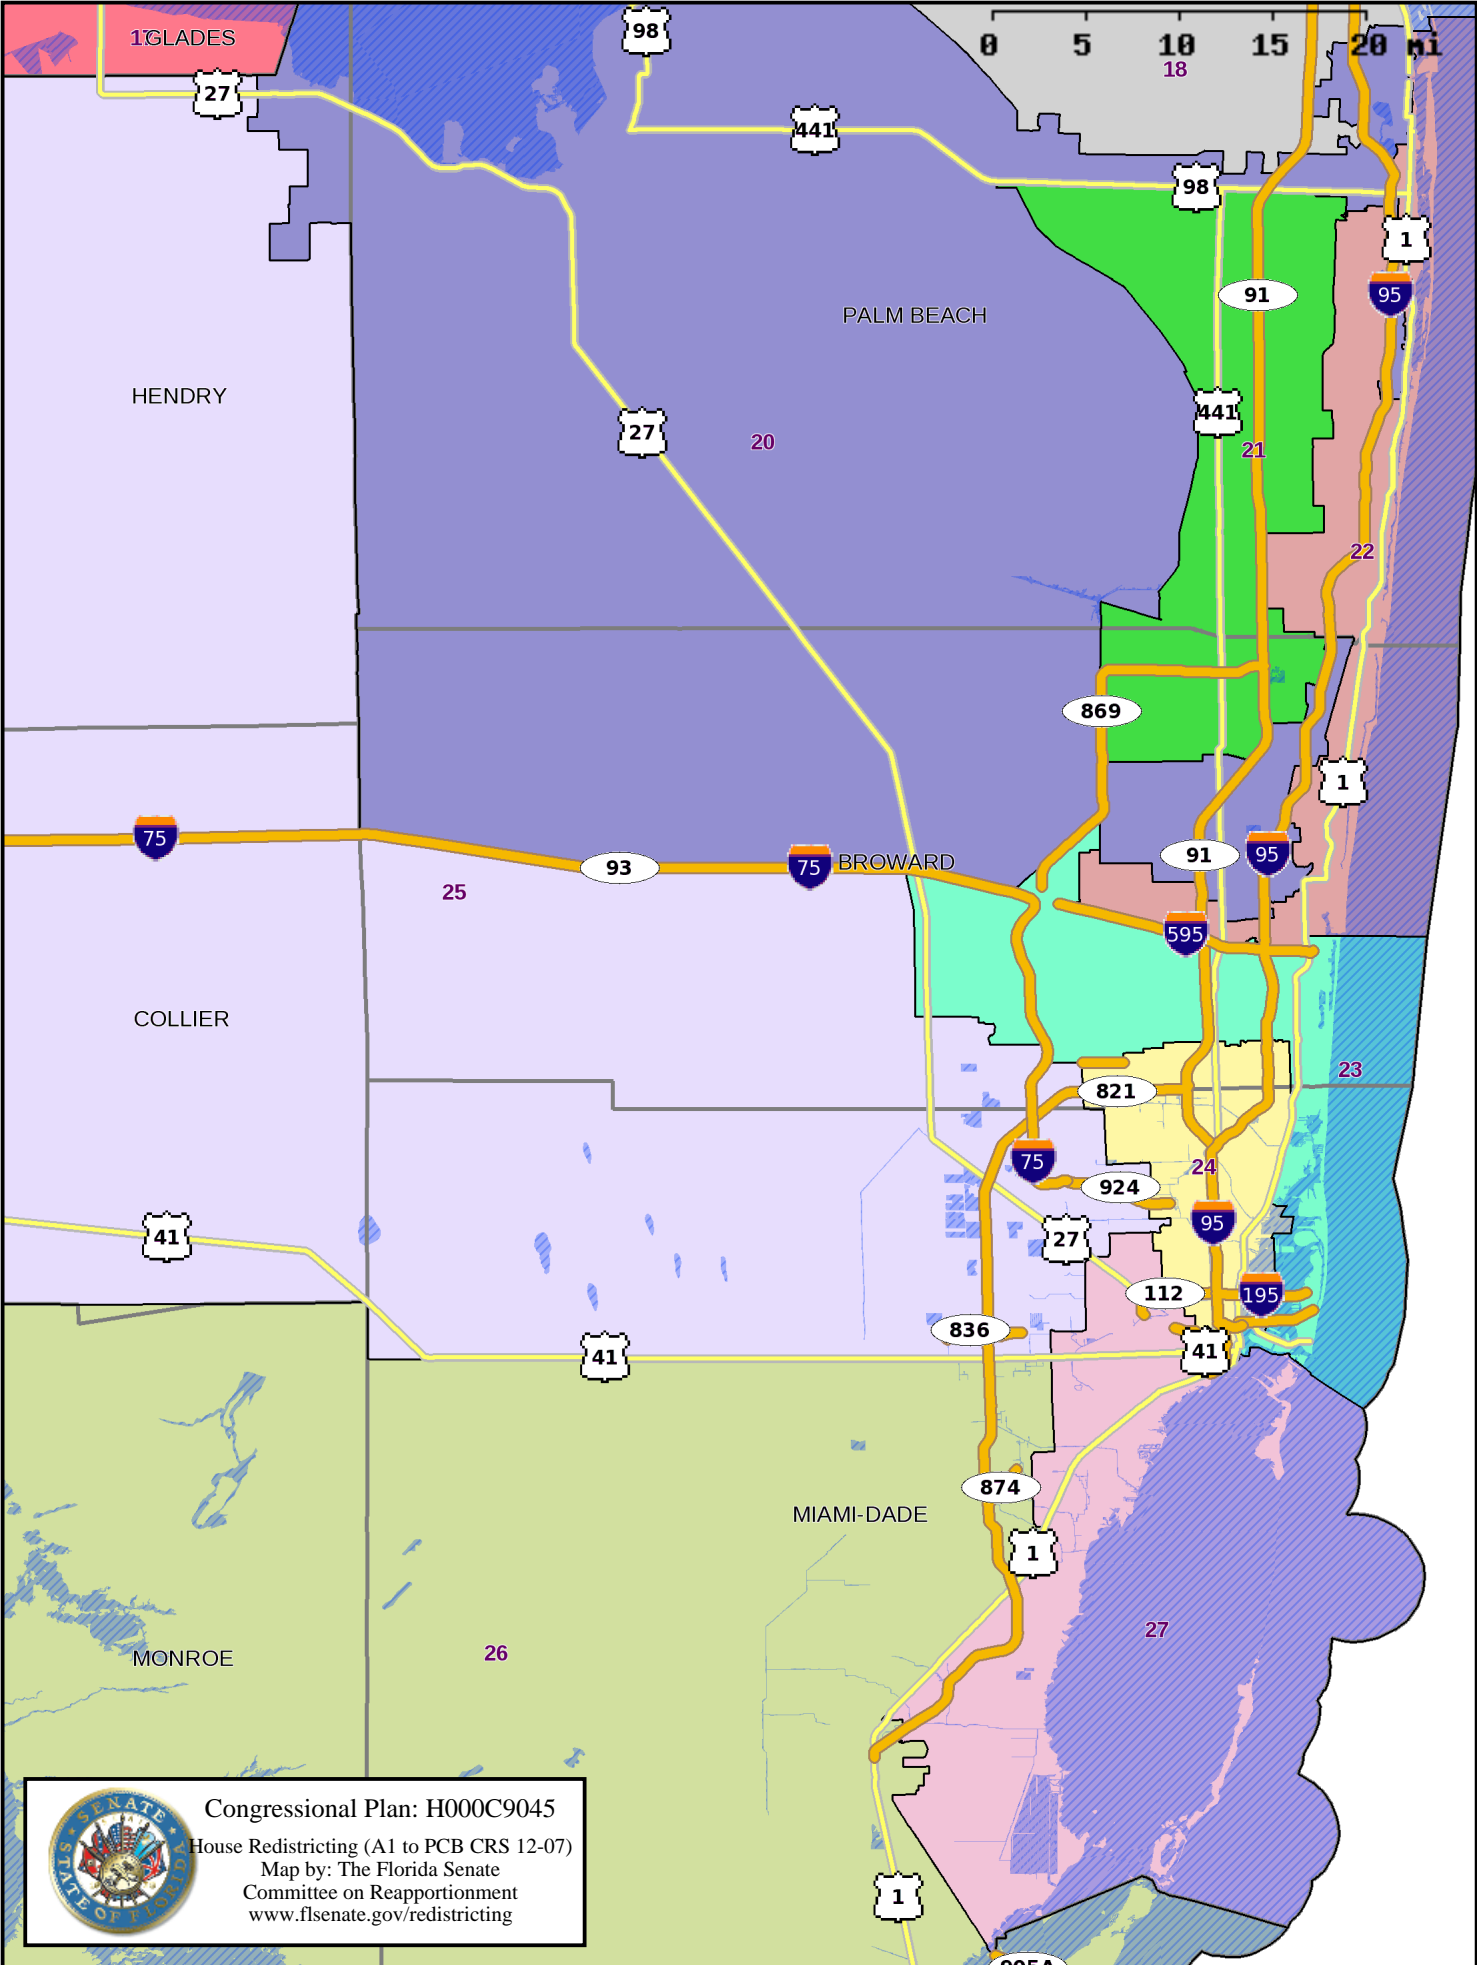 0 5 10 15 20 mi
17
GLADES
98
18
27
441
98
1
91
95
PALM BEACH
HENDRY
441
27
20
21
22
869
1
75
93
75
BROWARD
91
95
25
595
COLLIER
23
821
75
24
924
95
41
27
112
195
836
41
41
874
MIAMI-DADE
1
27
26
MONROE
Congressional Plan: H000C9045
House Redistricting (A1 to PCB CRS 12-07)
Map by: The Florida Senate
Committee on Reapportionment
www.flsenate.gov/redistricting
SENATE
STATE OF FLORIDA
1